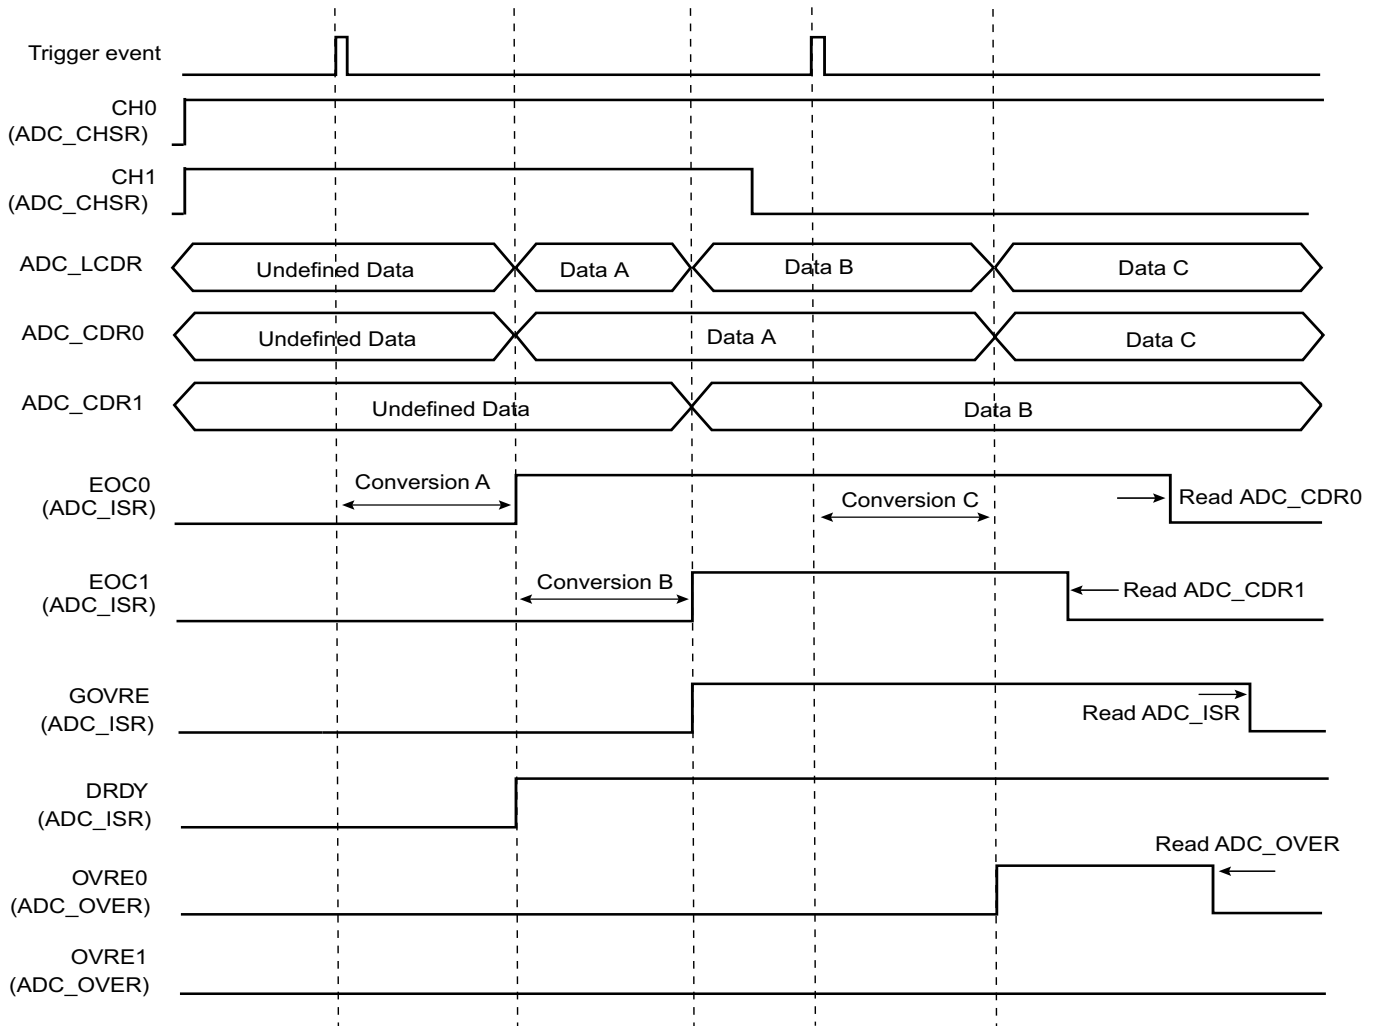 Trigger event
CH0
(ADC_CHSR)
CH1
(ADC_CHSR)
ADC_LCDR
Undefined Data
Data A
Data B
Data C
ADC_CDR0
Undefined Data
Data A
Data C
ADC_CDR1
Undefined Data
Data B
EOC0
(ADC_ISR)
Conversion A
Conversion C
Read ADC_CDR0
EOC1
(ADC_ISR)
Conversion B
Read ADC_CDR1
GOVRE
(ADC_ISR)
Read ADC_ISR
DRDY
(ADC_ISR)
Read ADC_OVER
OVRE0
(ADC_OVER)
OVRE1
(ADC_OVER)